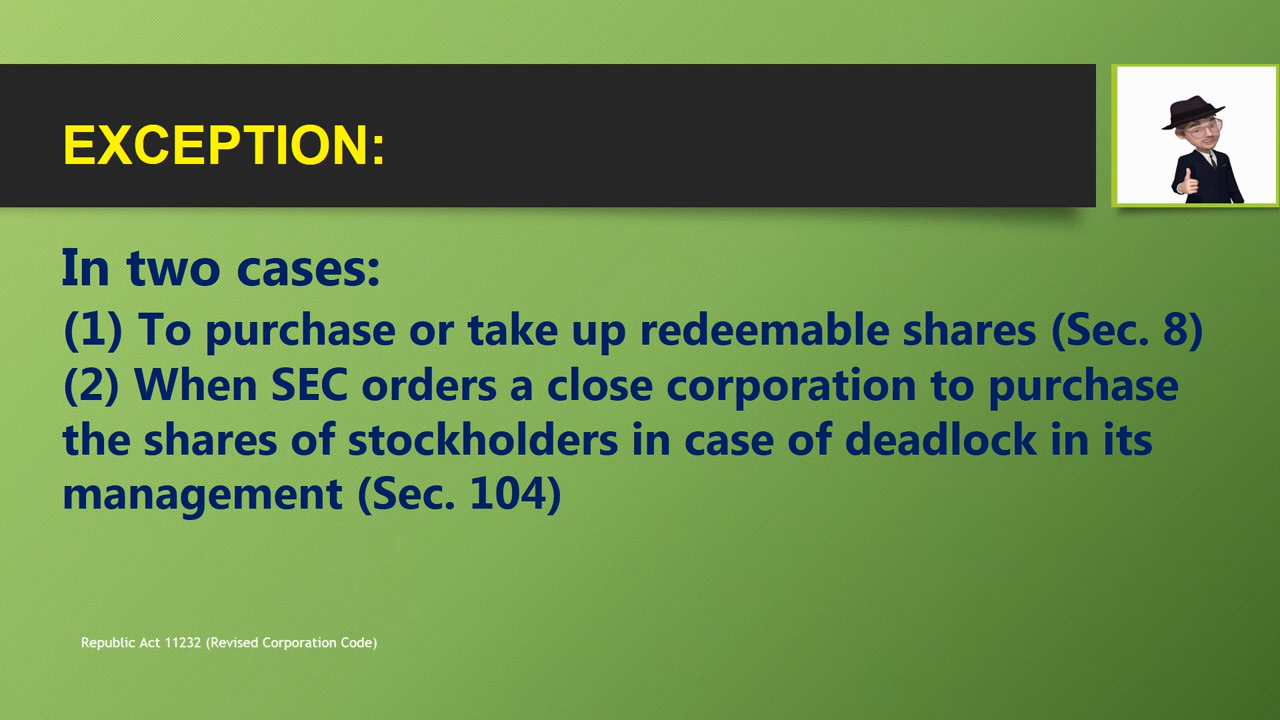 EXCEPTION:
In two cases:
(1) To purchase or take up redeemable shares (Sec. 8)
(2) When SEC orders a close corporation to purchase
the shares of stockholders in case of deadlock in its
management (Sec. 104)
Republic Act 11232 (Revised Corporation Code)